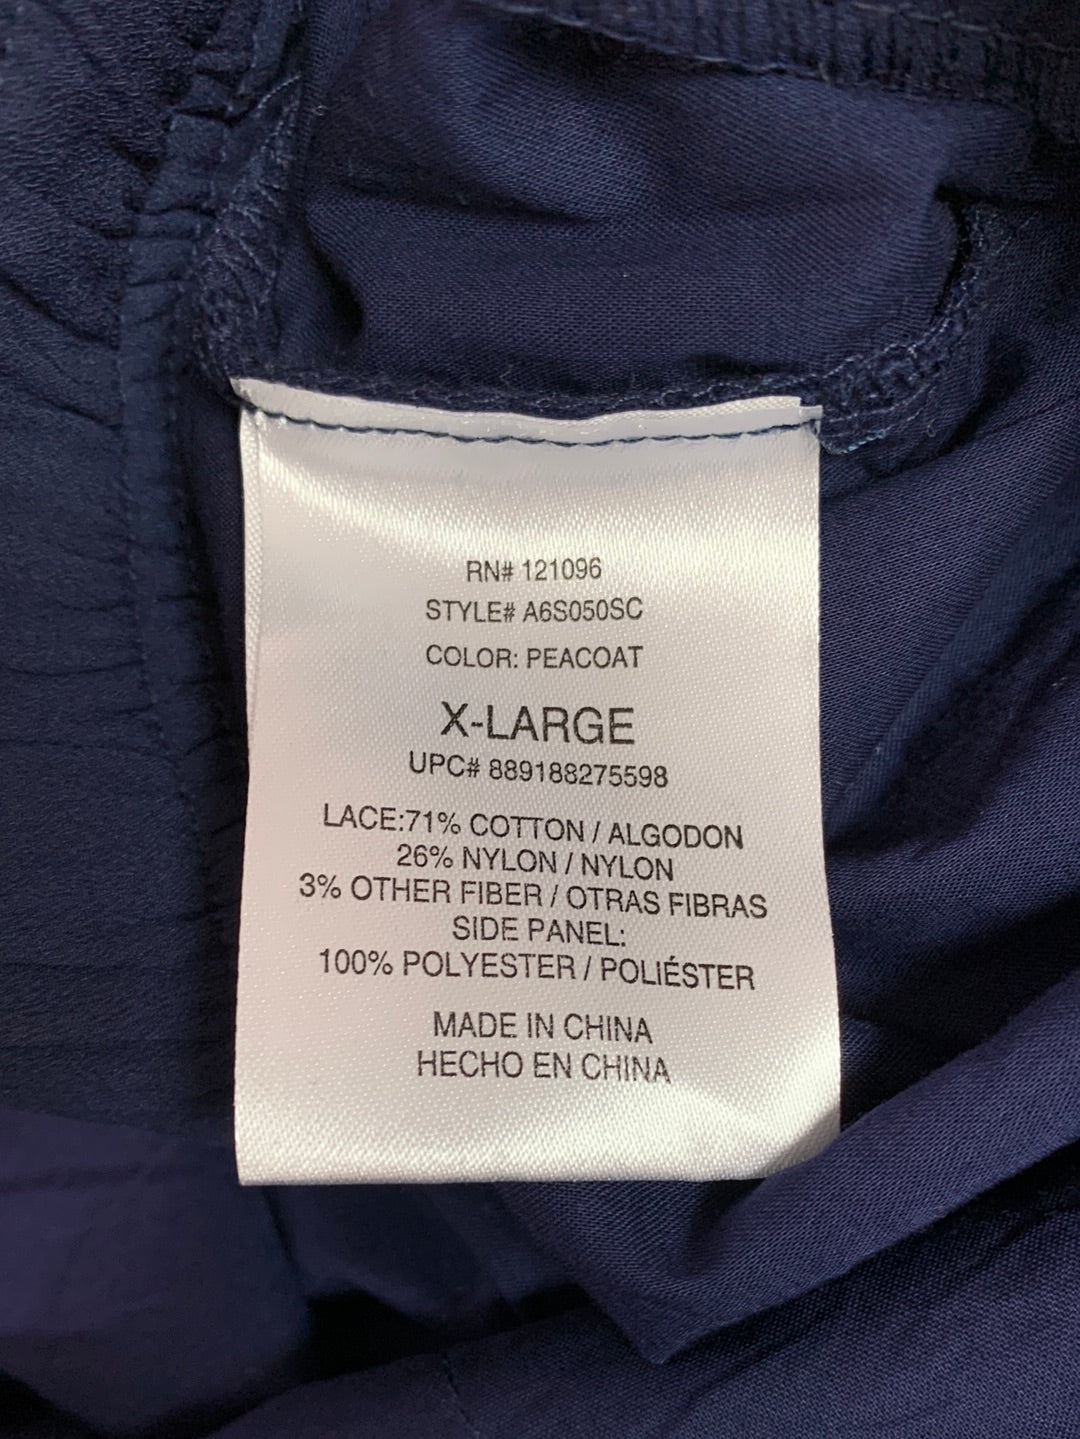 RN# 121096
STYLE# A6S050SC
COLOR: PEACOAT
X-LARGE
UPC# 889188275598
LACE:71% COTTON / ALGODON
26% NYLON / NYLON
3% OTHER FIBER / OTRAS FIBRAS
SIDE PANEL:
100% POLYESTER / POLIÉSTER
MADE IN CHINA
HECHO EN CHINA